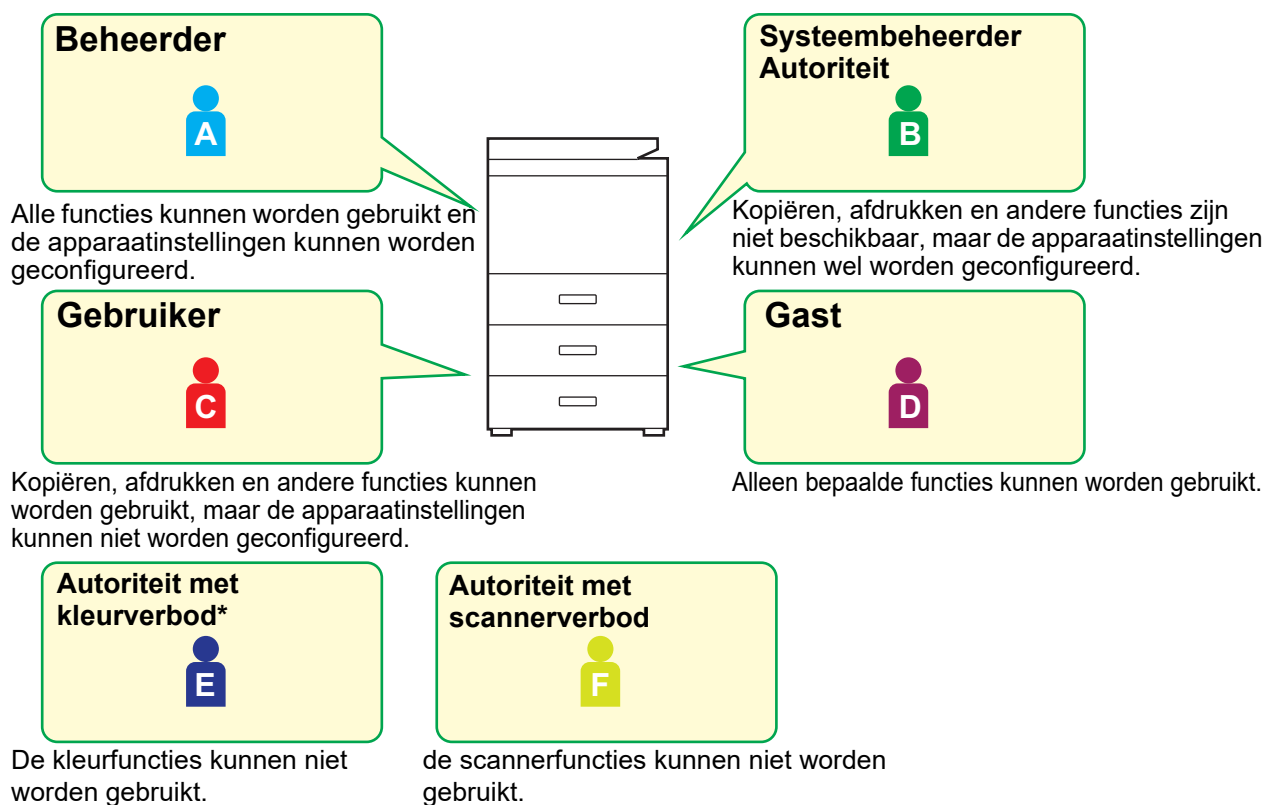 Beheerder
A
Alle functies kunnen worden gebruikt en
de apparaatinstellingen kunnen worden
geconfigureerd.
Systeembeheerder
Autoriteit
B
Kopiëren, afdrukken en andere functies zijn
niet beschikbaar, maar de apparaatinstellingen
kunnen wel worden geconfigureerd.
Gebruiker
C
Kopiëren, afdrukken en andere functies kunnen
worden gebruikt, maar de apparaatinstellingen
kunnen niet worden geconfigureerd.
Gast
D
Alleen bepaalde functies kunnen worden gebruikt.
Autoriteit met
kleurverbod*
E
De kleurfuncties kunnen niet
worden gebruikt.
Autoriteit met
scannerverbod
F
de scannerfuncties kunnen niet worden
gebruikt.